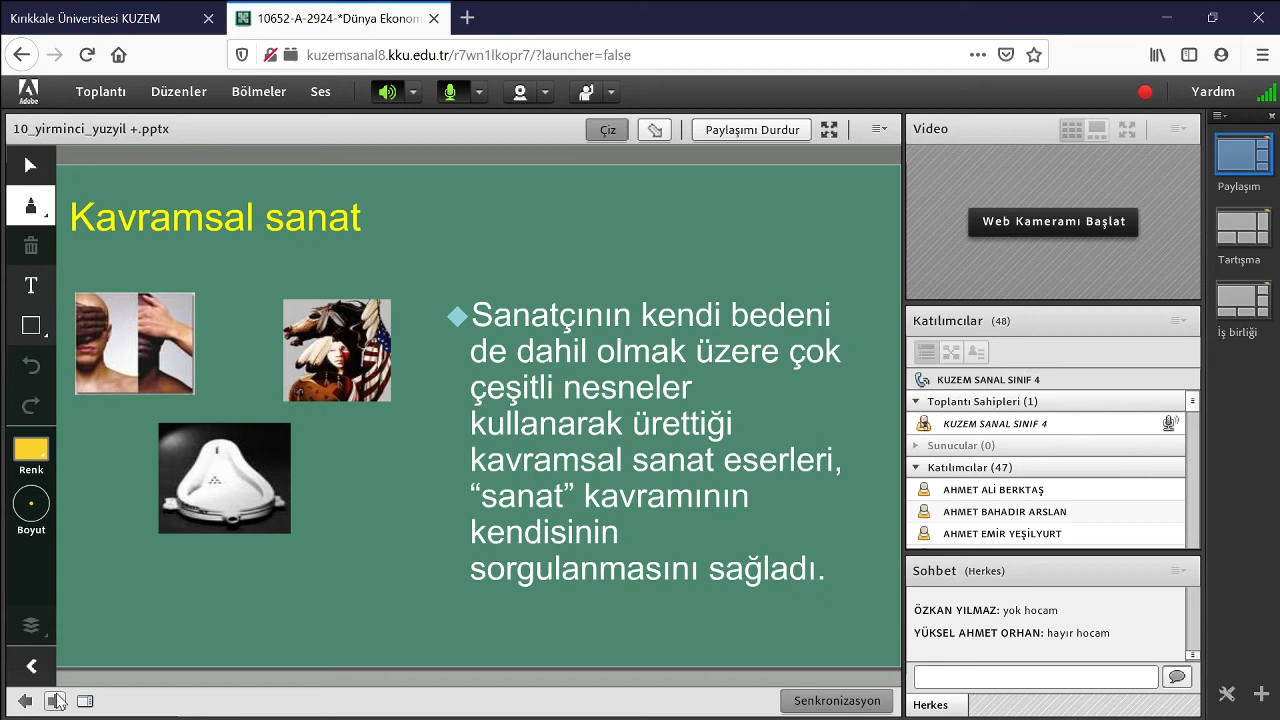 Kırıkkale Üniversitesi KUZEM
10652-A-2924-*Dünya Ekonom
kuzemsanal8.kku.edu.tr/r7wn1lkopr7/?launcher=false
Adobe
Toplantı
Düzenler
Bölmeler
Ses
Yardım
10_yirminci_yuzyil +.pptx
Çiz
Paylaşımı Durdur
Kavramsal sanat
Sanatçının kendi bedeni
de dahil olmak üzere çok
çeşitli nesneler
kullanarak ürettiği
kavramsal sanat eserleri,
“sanat” kavramının
kendisinin
sorgulanmasını sağladı.
T
Renk
Boyut
Senkronizasyon
Video
Web Kameramı Başlat
Katılımcılar (48)
KUZEM SANAL SINIF 4
Toplantı Sahipleri (1)
KUZEM SANAL SINIF 4
Sunucular (0)
Katılımcılar (47)
AHMET ALİ BERKTAŞ
AHMET BAHADIR ARSLAN
AHMET EMİR YEŞİLYURT
Sohbet (Herkes)
ÖZKAN YILMAZ: yok hocam
YÜKSEL AHMET ORHAN: hayır hocam
Herkes
Paylaşım
Tartışma
İş birliği